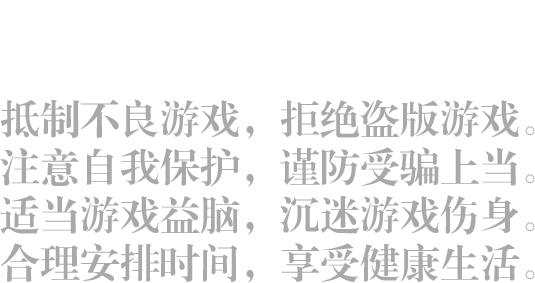 抵制不良游戏，拒绝盗版游戏。
注意自我保护，谨防受骗上当。
适当游戏益脑，沉迷游戏伤身。
合理安排时间，享受健康生活。